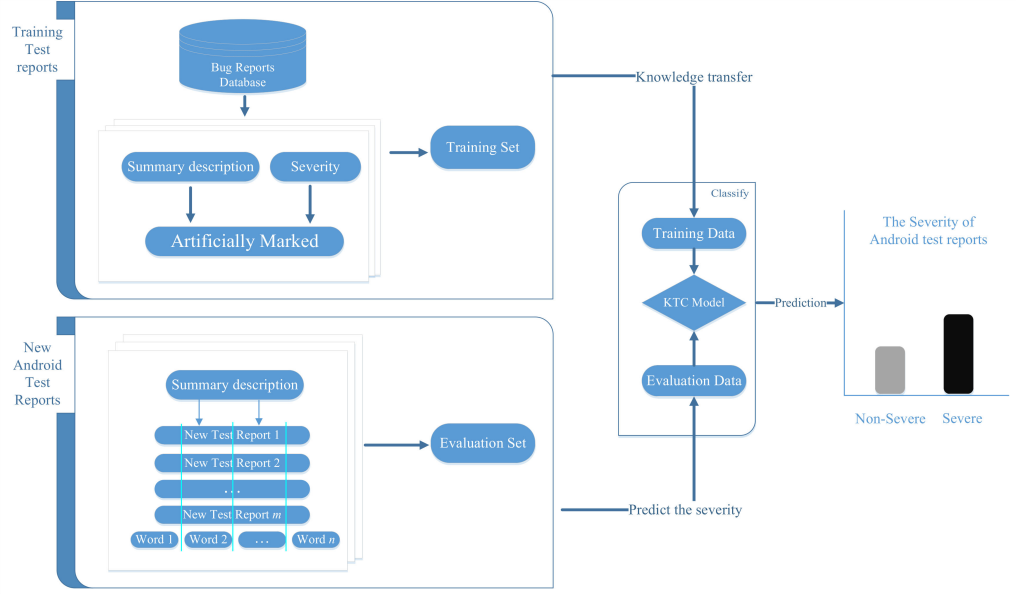 Training
Test
reports
Bug Reports
Database
Summary description
Severity
Artificially Marked
Training Set
Knowledge transfer
Classify
Training Data
KTC Model
Evaluation Data
Prediction
The Severity of
Android test reports
Non-Severe
Severe
New
Android
Test
Reports
Summary description
New Test Report 1
New Test Report 2
...
New Test Report m
Word 1
Word 2
...
Word n
Evaluation Set
Predict the severity